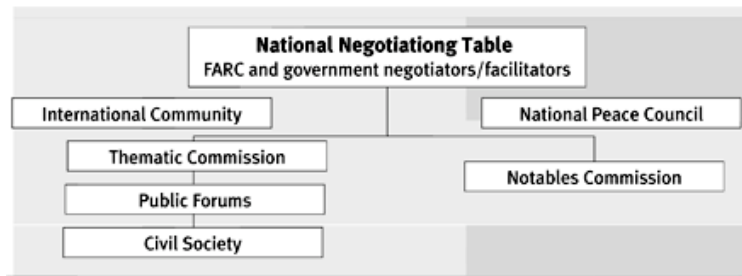 National Negotiationg Table
FARC and government negotiators/facilitators
International Community
National Peace Council
Thematic Commission
Notables Commission
Public Forums
Civil Society